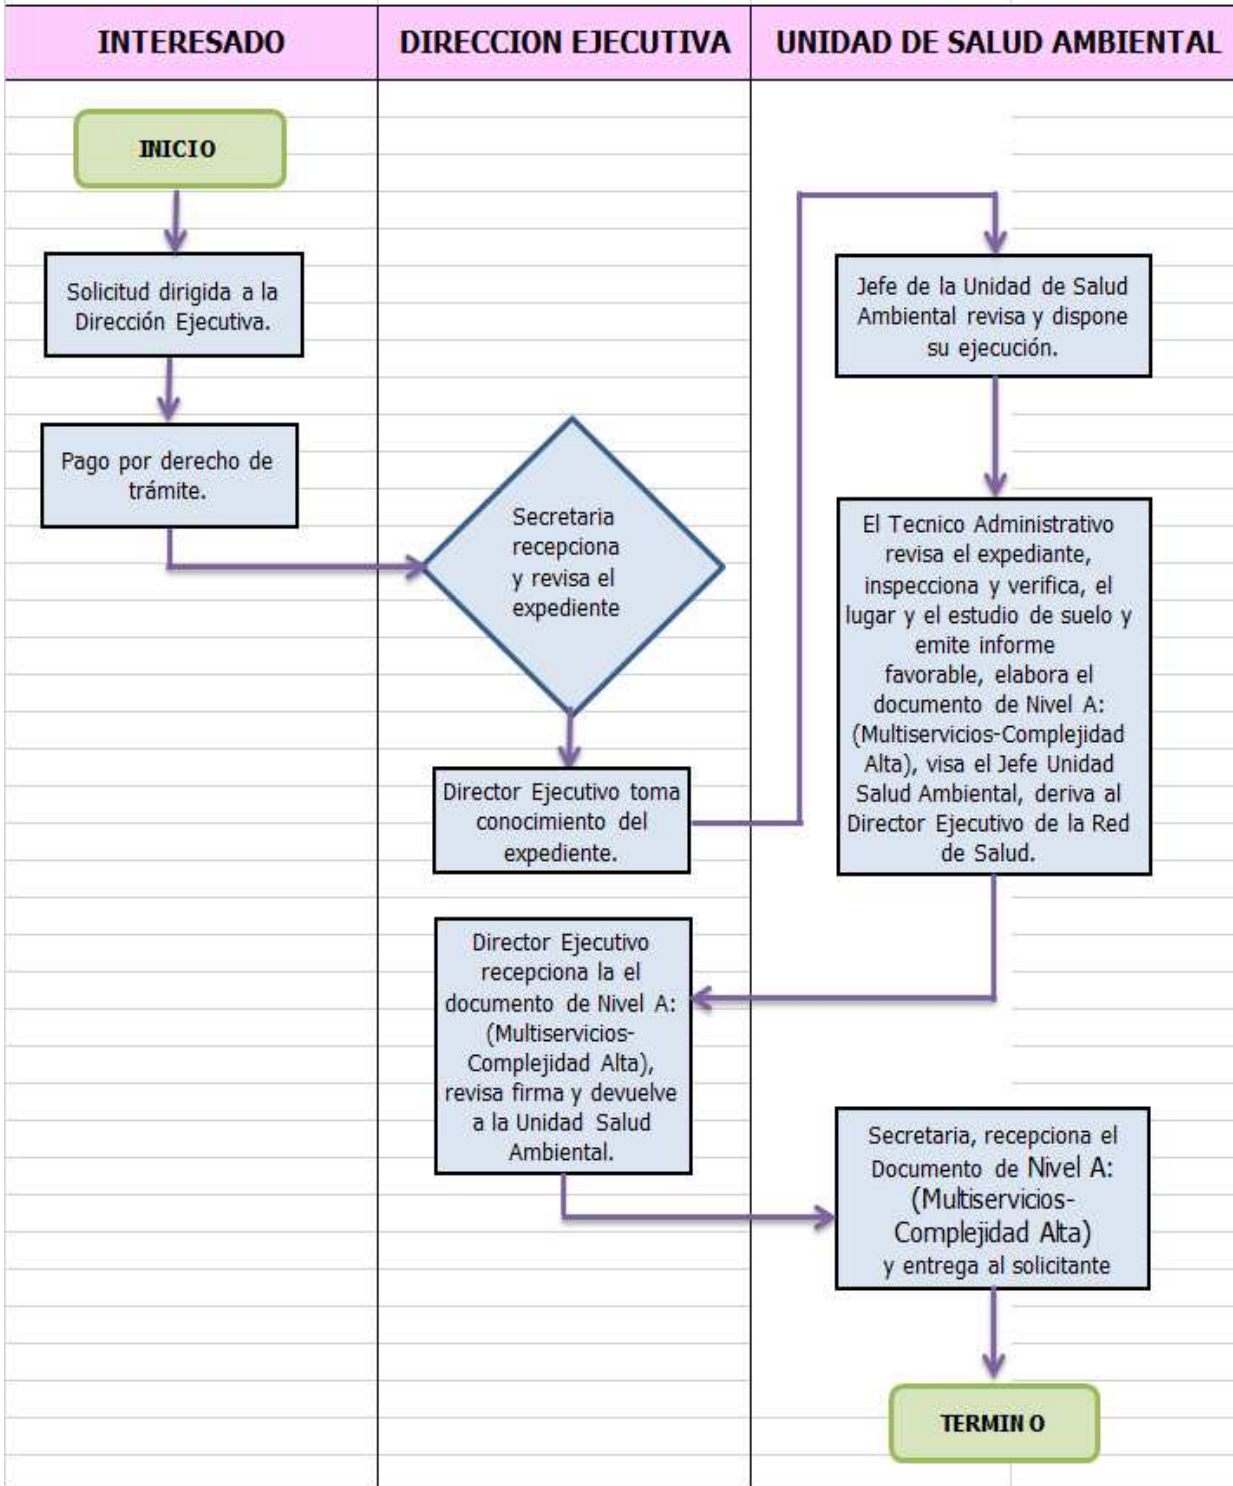 INTERESADO
DIRECCION EJECUTIVA
UNIDAD DE SALUD AMBIENTAL
INICIO
Solicitud dirigida a la
Dirección Ejecutiva.
Pago por derecho de
trámite.
Secretaria
recepciona
y revisa el
expediente
Director Ejecutivo toma
conocimiento del
expediente.
Jefe de la Unidad de Salud
Ambiental revisa y dispone
su ejecución.
El Tecnico Administrativo
revisa el expediante,
inspecciona y verifica, el
lugar y el estudio de suelo y
emite informe
favorable, elabora el
documento de Nivel A:
(Multiservicios-Complejidad
Alta), visa el Jefe Unidad
Salud Ambiental, deriva al
Director Ejecutivo de la Red
de Salud.
Director Ejecutivo
recepciona la el
documento de Nivel A:
(Multiservicios-
Complejidad Alta),
revisa firma y devuelve
a la Unidad Salud
Ambiental.
Secretaria, recepciona el
Documento de Nivel A:
(Multiservicios-
Complejidad Alta)
y entrega al solicitante
TERMINO